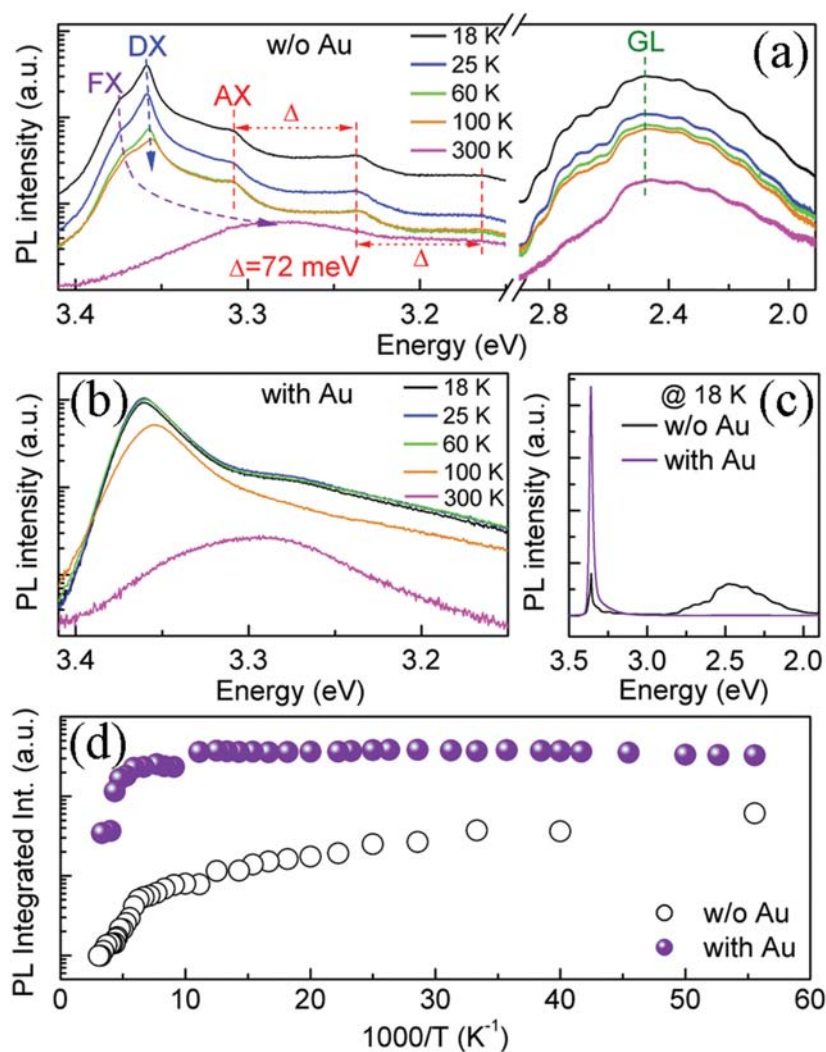 w/o Au
18 K
25 K
60 K
100 K
300 K
(a)
FX
DX
AX
Δ
Δ
Δ=72 meV
GL
PL intensity (a.u.)
3.4
3.3
3.2
2.8
2.4
2.0
Energy (eV)
Energy (eV)
(b)
with Au
18 K
25 K
60 K
100 K
300 K
PL intensity (a.u.)
3.4
3.3
3.2
Energy (eV)
@ 18 K
(c)
w/o Au
with Au
PL intensity (a.u.)
3.5
3.0
2.5
2.0
Energy (eV)
(d)
PL Integrated Int. (a.u.)
w/o Au
with Au
0
10
20
30
40
50
60
1000/T (K⁻¹)